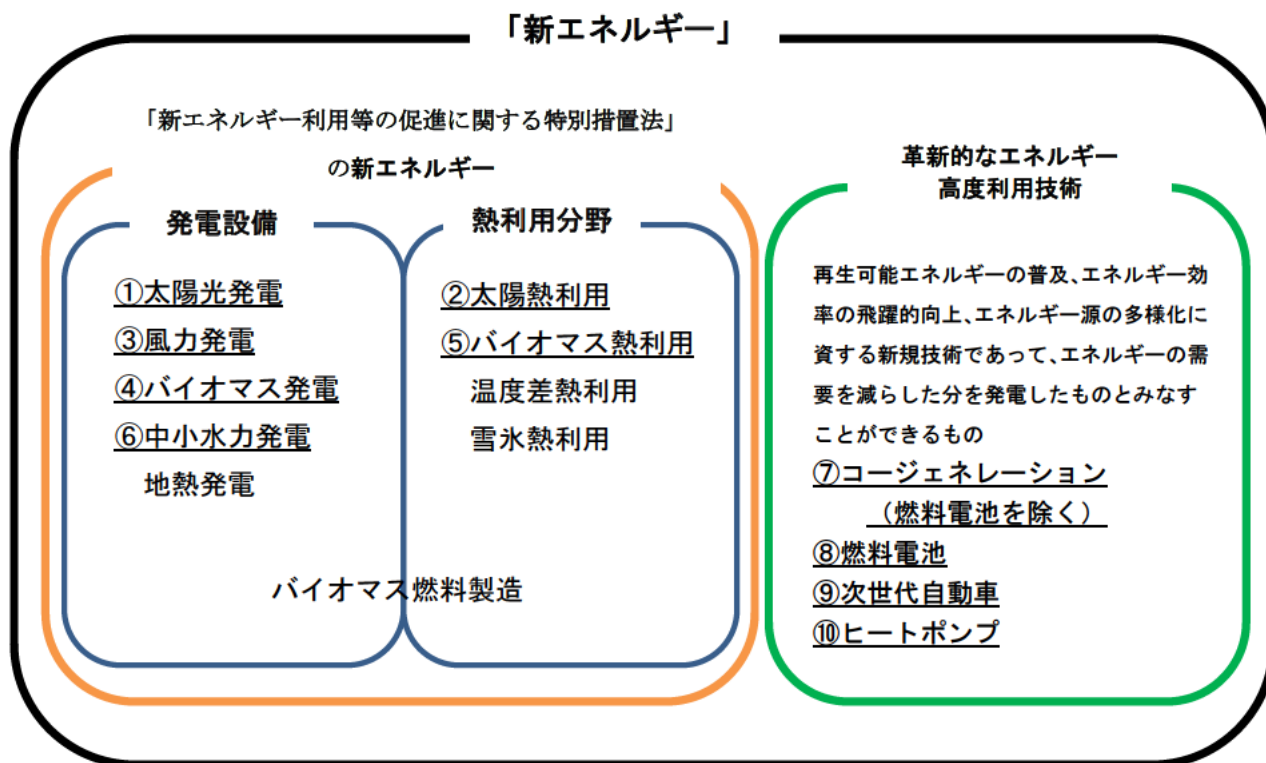 「新エネルギー」
「新エネルギー利用等の促進に関する特別措置法」
の新エネルギー
発電設備
①太陽光発電
③風力発電
④バイオマス発電
⑥中小水力発電
地熱発電
熱利用分野
②太陽熱利用
⑤バイオマス熱利用
温度差熱利用
雪氷熱利用
バイオマス燃料製造
革新的なエネルギー
高度利用技術
再生可能エネルギーの普及、エネルギー効
率の飛躍的向上、エネルギー源の多様化に
資する新規技術であって、エネルギーの需
要を減らした分を発電したものとみなす
ことができるもの
⑦コージェネレーション
（燃料電池を除く）
⑧燃料電池
⑨次世代自動車
⑩ヒートポンプ